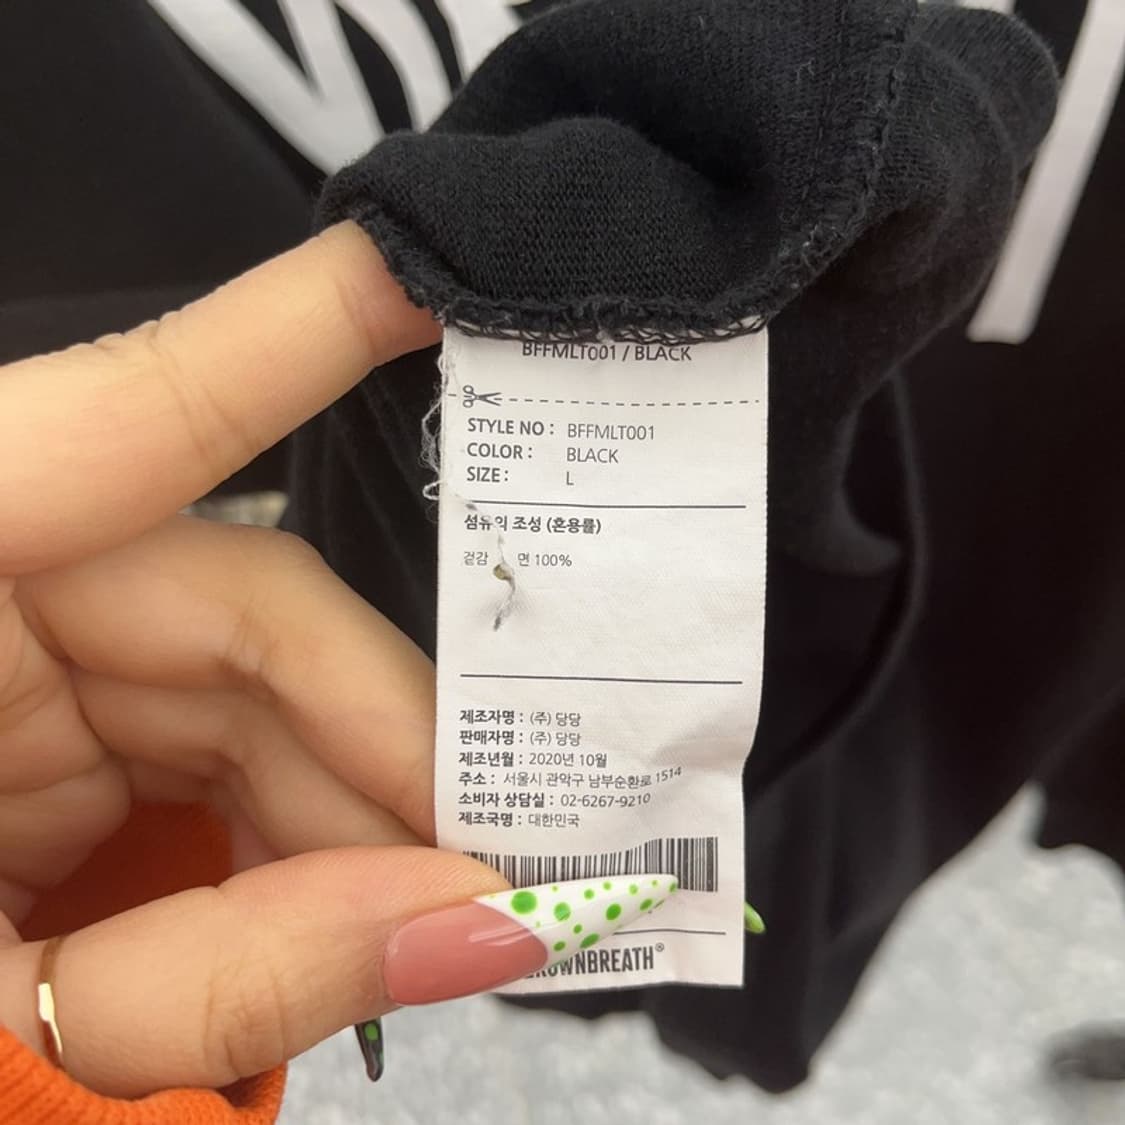 BFFMLT001 / BLACK
STYLE NO : BFFMLT001
COLOR : BLACK
SIZE : L
섬유의 조성 (혼용률)
겉감 면 100%
제조자명 : (주) 당당
판매자명 : (주) 당당
제조년월 : 2020년 10월
주소 : 서울시 관악구 남부순환로 1514
소비자 상담실 : 02-6267-9210
제조국명 : 대한민국
BROWNBREATH®